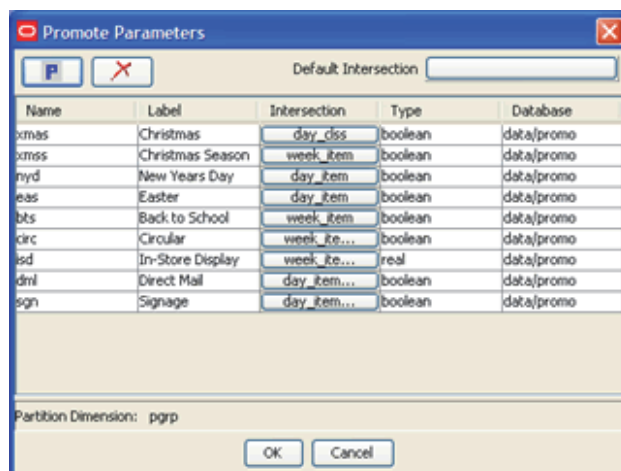 Promote Parameters
P
Default Intersection
Name Label Intersection Type Database
xmas Christmas day_clss boolean data/promo
xmss Christmas Season week_item boolean data/promo
nyd New Years Day day_item boolean data/promo
eas Easter day_item boolean data/promo
bts Back to School week_item boolean data/promo
circ Circular week_ite... boolean data/promo
isd In-Store Display week_ite... real data/promo
dml Direct Mail day_item... boolean data/promo
sgn Signage day_item... boolean data/promo
Partition Dimension: pgrp
OK Cancel